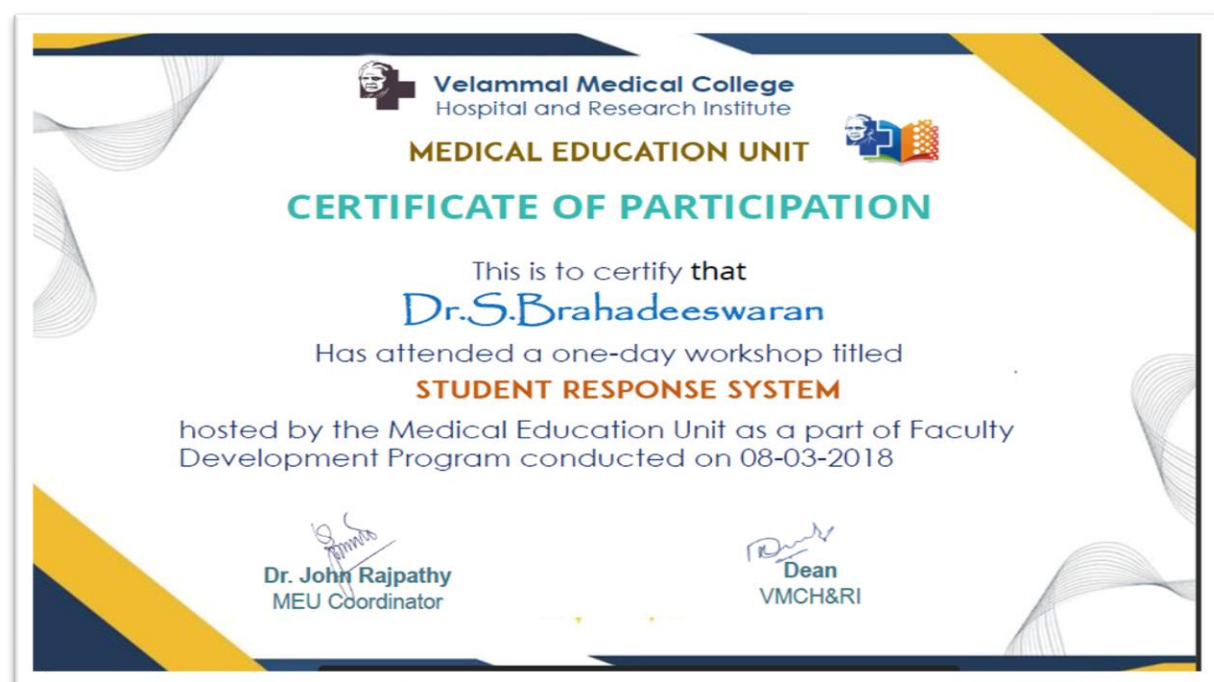 Velammal Medical College
Hospital and Research Institute
MEDICAL EDUCATION UNIT
CERTIFICATE OF PARTICIPATION
This is to certify that
Dr.S.Brahadeeswaran
Has attended a one-day workshop titled
STUDENT RESPONSE SYSTEM
hosted by the Medical Education Unit as a part of Faculty
Development Program conducted on 08-03-2018
Dr. John Rajpathy
MEU Coordinator
Dean
VMCH&RI